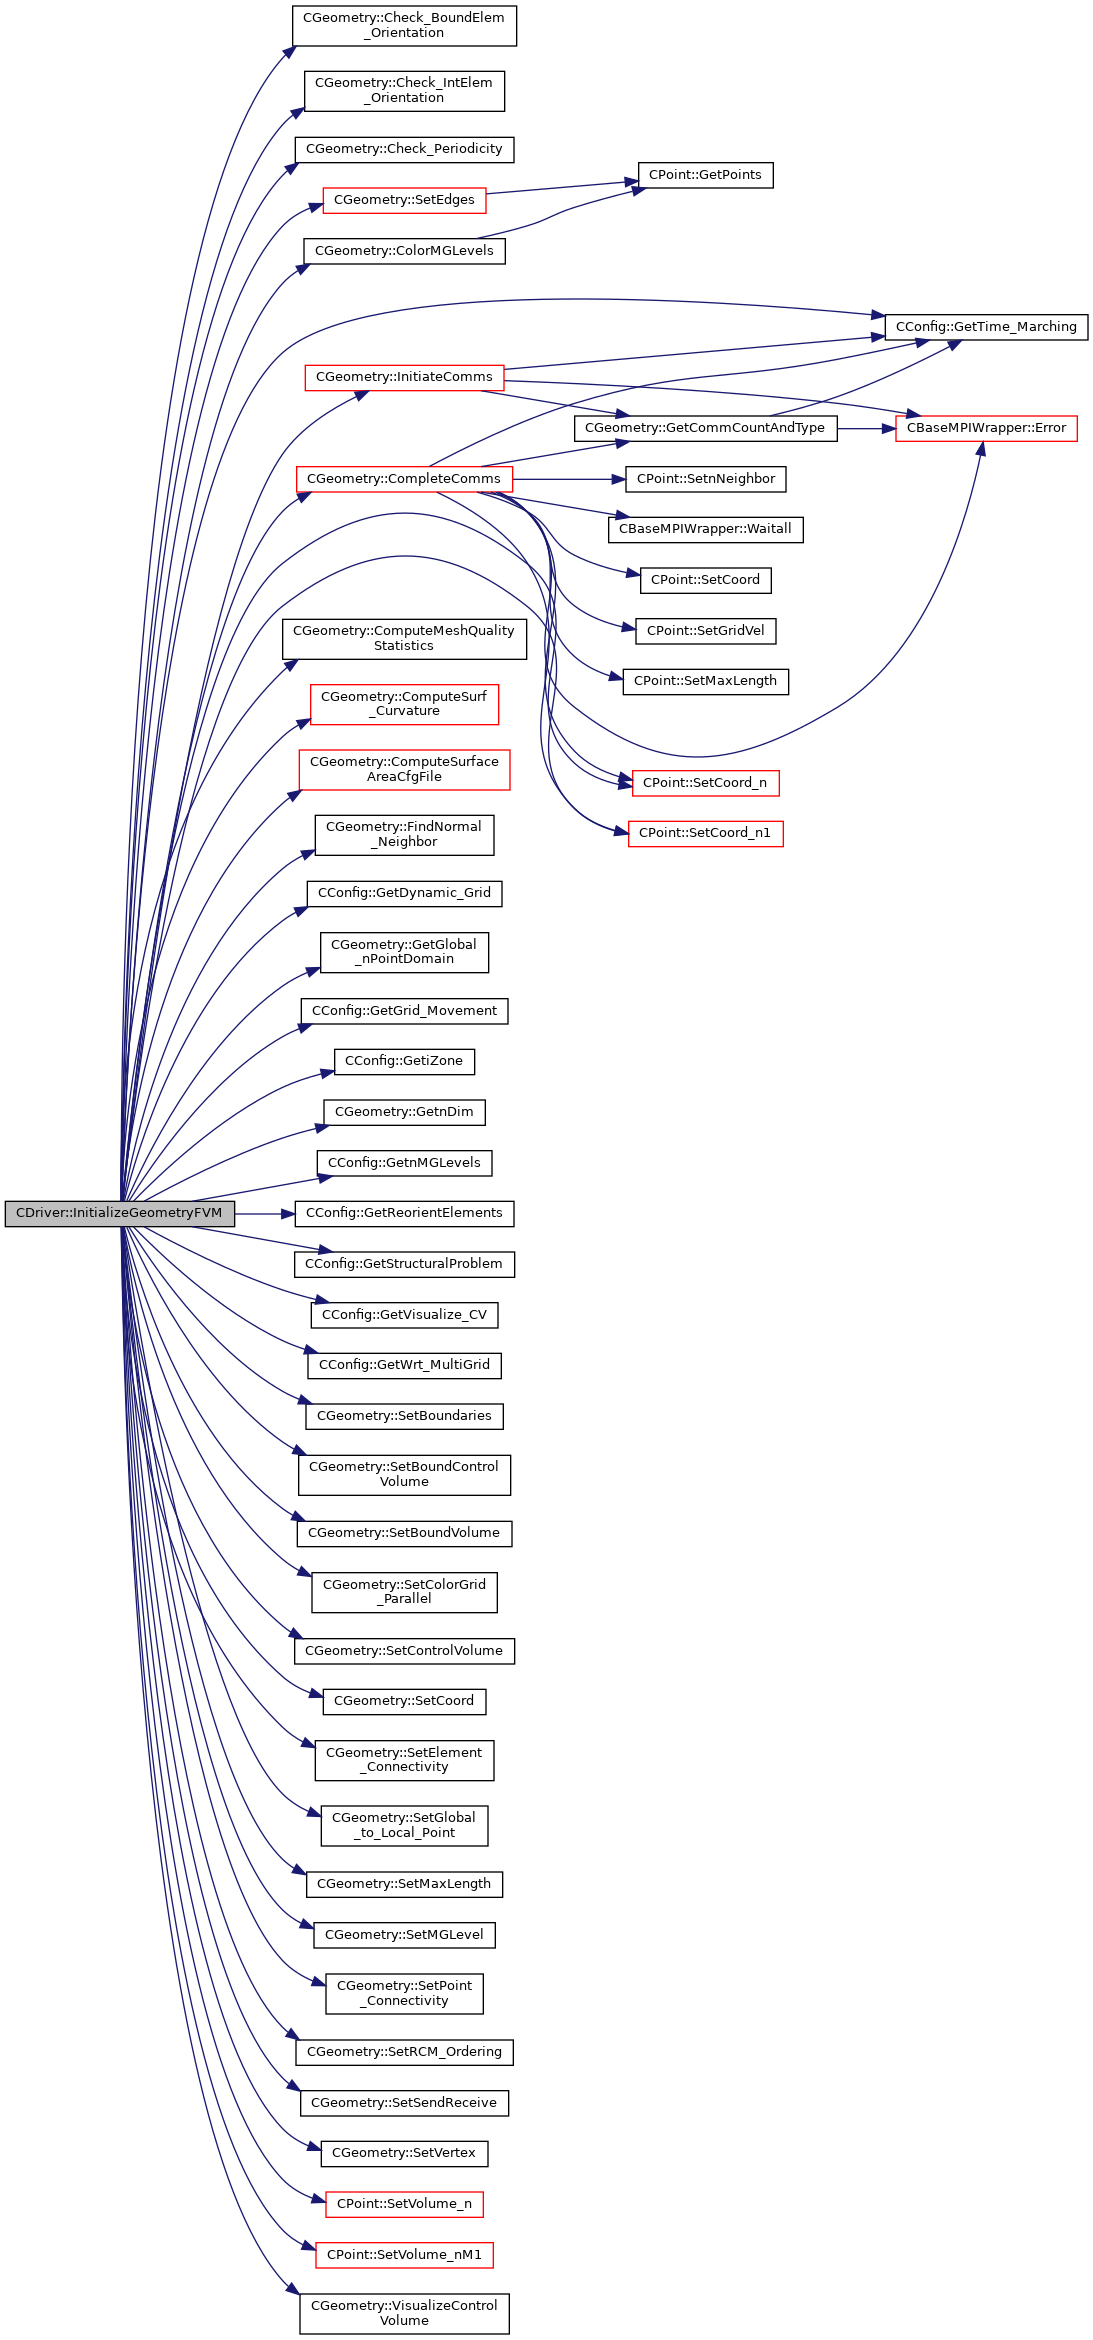 CGeometry::Check_BoundElem
_Orientation
CGeometry::Check_IntElem
_Orientation
CGeometry::Check_Periodicity
CGeometry::SetEdges
CPoint::GetPoints
CGeometry::ColorMGLevels
CConfig::GetTime_Marching
CGeometry::InitiateComms
CGeometry::GetCommCountAndType
CBaseMPIWrapper::Error
CGeometry::CompleteComms
CPoint::SetnNeighbor
CBaseMPIWrapper::Waitall
CPoint::SetCoord
CPoint::SetGridVel
CPoint::SetMaxLength
CPoint::SetCoord_n
CPoint::SetCoord_n1
CGeometry::ComputeMeshQuality
Statistics
CGeometry::ComputeSurf
_Curvature
CGeometry::ComputeSurface
AreaCfgFile
CGeometry::FindNormal
_Neighbor
CConfig::GetDynamic_Grid
CGeometry::GetGlobal
_nPointDomain
CConfig::GetGrid_Movement
CConfig::GetiZone
CGeometry::GetnDim
CConfig::GetnMGLevels
CDriver::InitializeGeometryFVM
CConfig::GetReorientElements
CConfig::GetStructuralProblem
CConfig::GetVisualize_CV
CConfig::GetWrt_MultiGrid
CGeometry::SetBoundaries
CGeometry::SetBoundControl
Volume
CGeometry::SetBoundVolume
CGeometry::SetColorGrid
_Parallel
CGeometry::SetControlVolume
CGeometry::SetCoord
CGeometry::SetElement
_Connectivity
CGeometry::SetGlobal
_to_Local_Point
CGeometry::SetMaxLength
CGeometry::SetMGLevel
CGeometry::SetPoint
_Connectivity
CGeometry::SetRCM_Ordering
CGeometry::SetSendReceive
CGeometry::SetVertex
CPoint::SetVolume_n
CPoint::SetVolume_nM1
CGeometry::VisualizeControl
Volume